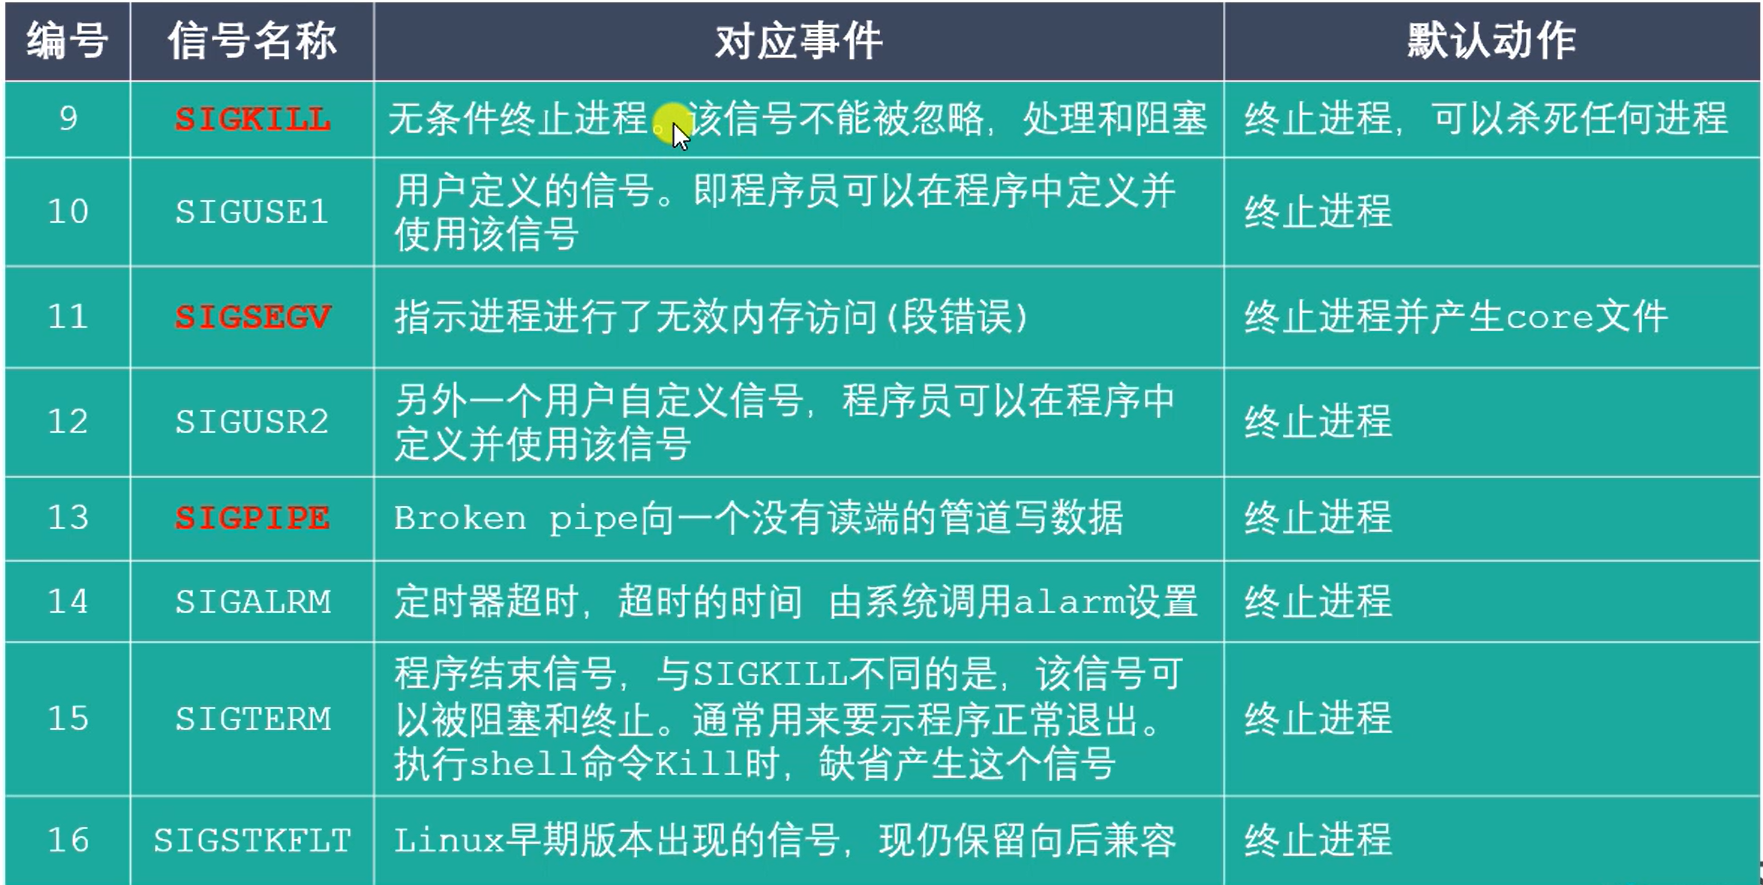 编号 信号名称 对应事件 默认动作
9 SIGKILL 无条件终止进程。该信号不能被忽略，处理和阻塞 终止进程，可以杀死任何进程
10 SIGUSE1 用户定义的信号。即程序员可以在程序中定义并
使用该信号 终止进程
11 SIGSEGV 指示进程进行了无效内存访问(段错误) 终止进程并产生core文件
12 SIGUSR2 另外一个用户自定义信号，程序员可以在程序中
定义并使用该信号 终止进程
13 SIGPIPE Broken pipe向一个没有读端的管道写数据 终止进程
14 SIGALRM 定时器超时，超时的时间 由系统调用alarm设置 终止进程
15 SIGTERM 程序结束信号，与SIGKILL不同的是，该信号可
以被阻塞和终止。通常用来要示程序正常退出。
执行shell命令Kill时，缺省产生这个信号 终止进程
16 SIGSTKFLT Linux早期版本出现的信号，现仍保留向后兼容 终止进程